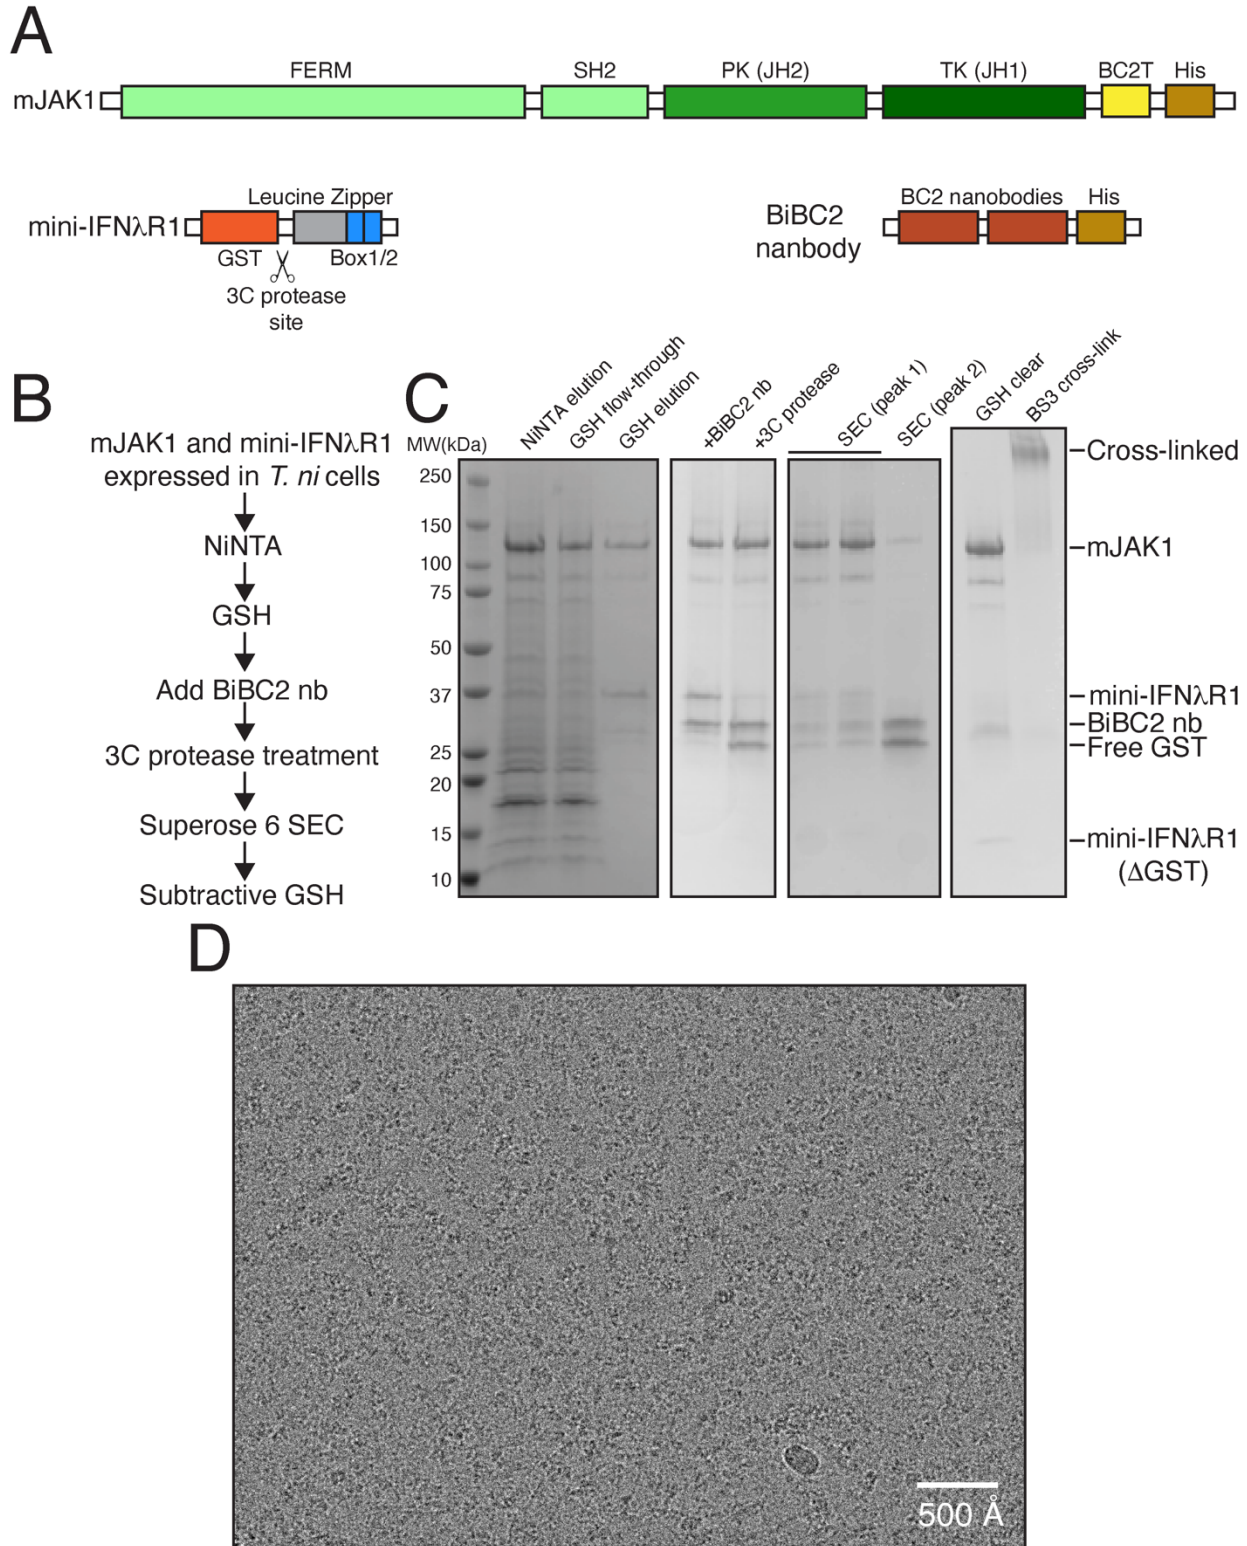 A
FERM
SH2
PK (JH2)
TK (JH1)
BC2T
His
mJAK1
Leucine Zipper
mini-IFNλR1
GST
Box1/2
3C protease
site
BC2 nanobodies
His
BiBC2
nanbody
B
mJAK1 and mini-IFNλR1
expressed in T. ni cells
NiNTA
GSH
Add BiBC2 nb
3C protease treatment
Superose 6 SEC
Subtractive GSH
C
MW(kDa)
NiNTA elution
GSH flow-through
GSH elution
+BiBC2 nb
+3C protease
SEC (peak 1)
SEC (peak 2)
GSH clear
BS3 cross-link
250
150
100
75
50
37
25
20
15
10
Cross-linked
mJAK1
mini-IFNλR1
BiBC2 nb
Free GST
mini-IFNλR1
(ΔGST)
D
500 Å